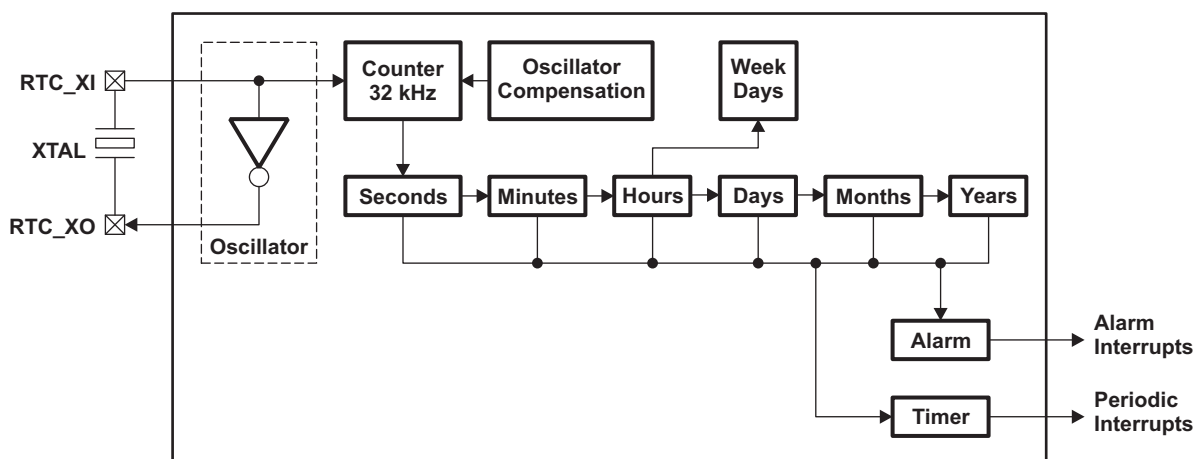 RTC_XI
XTAL
RTC_XO
Oscillator
Counter
32 kHz
Oscillator
Compensation
Week
Days
Seconds
Minutes
Hours
Days
Months
Years
Alarm
Alarm
Interrupts
Timer
Periodic
Interrupts